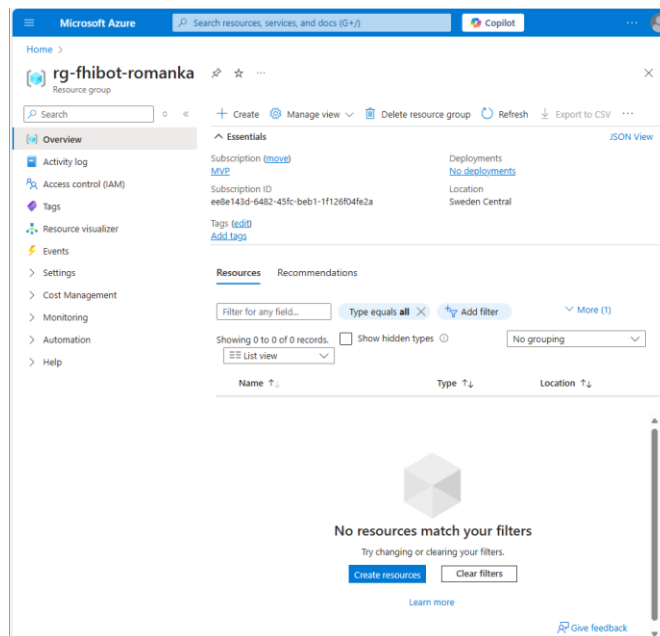 Microsoft Azure
Search resources, services, and docs (G+/)
Copilot
Home >
rg-fhibot-romanka
Resource group
Search
Overview
Activity log
Access control (IAM)
Tags
Resource visualizer
Events
Settings
Cost Management
Monitoring
Automation
Help
Create Manage view Delete resource group Refresh Export to CSV
Essentials JSON View
Subscription (move)
MVP
Subscription ID
ee8e143d-6482-45fc-beb1-1f126f04fe2a
Tags (edit)
Add tags
Deployments
No deployments
Location
Sweden Central
Resources Recommendations
Filter for any field... Type equals all Add filter More (1)
Showing 0 to 0 of 0 records. Show hidden types No grouping
List view
Name Type Location
No resources match your filters
Try changing or clearing your filters.
Create resources Clear filters
Learn more
Give feedback